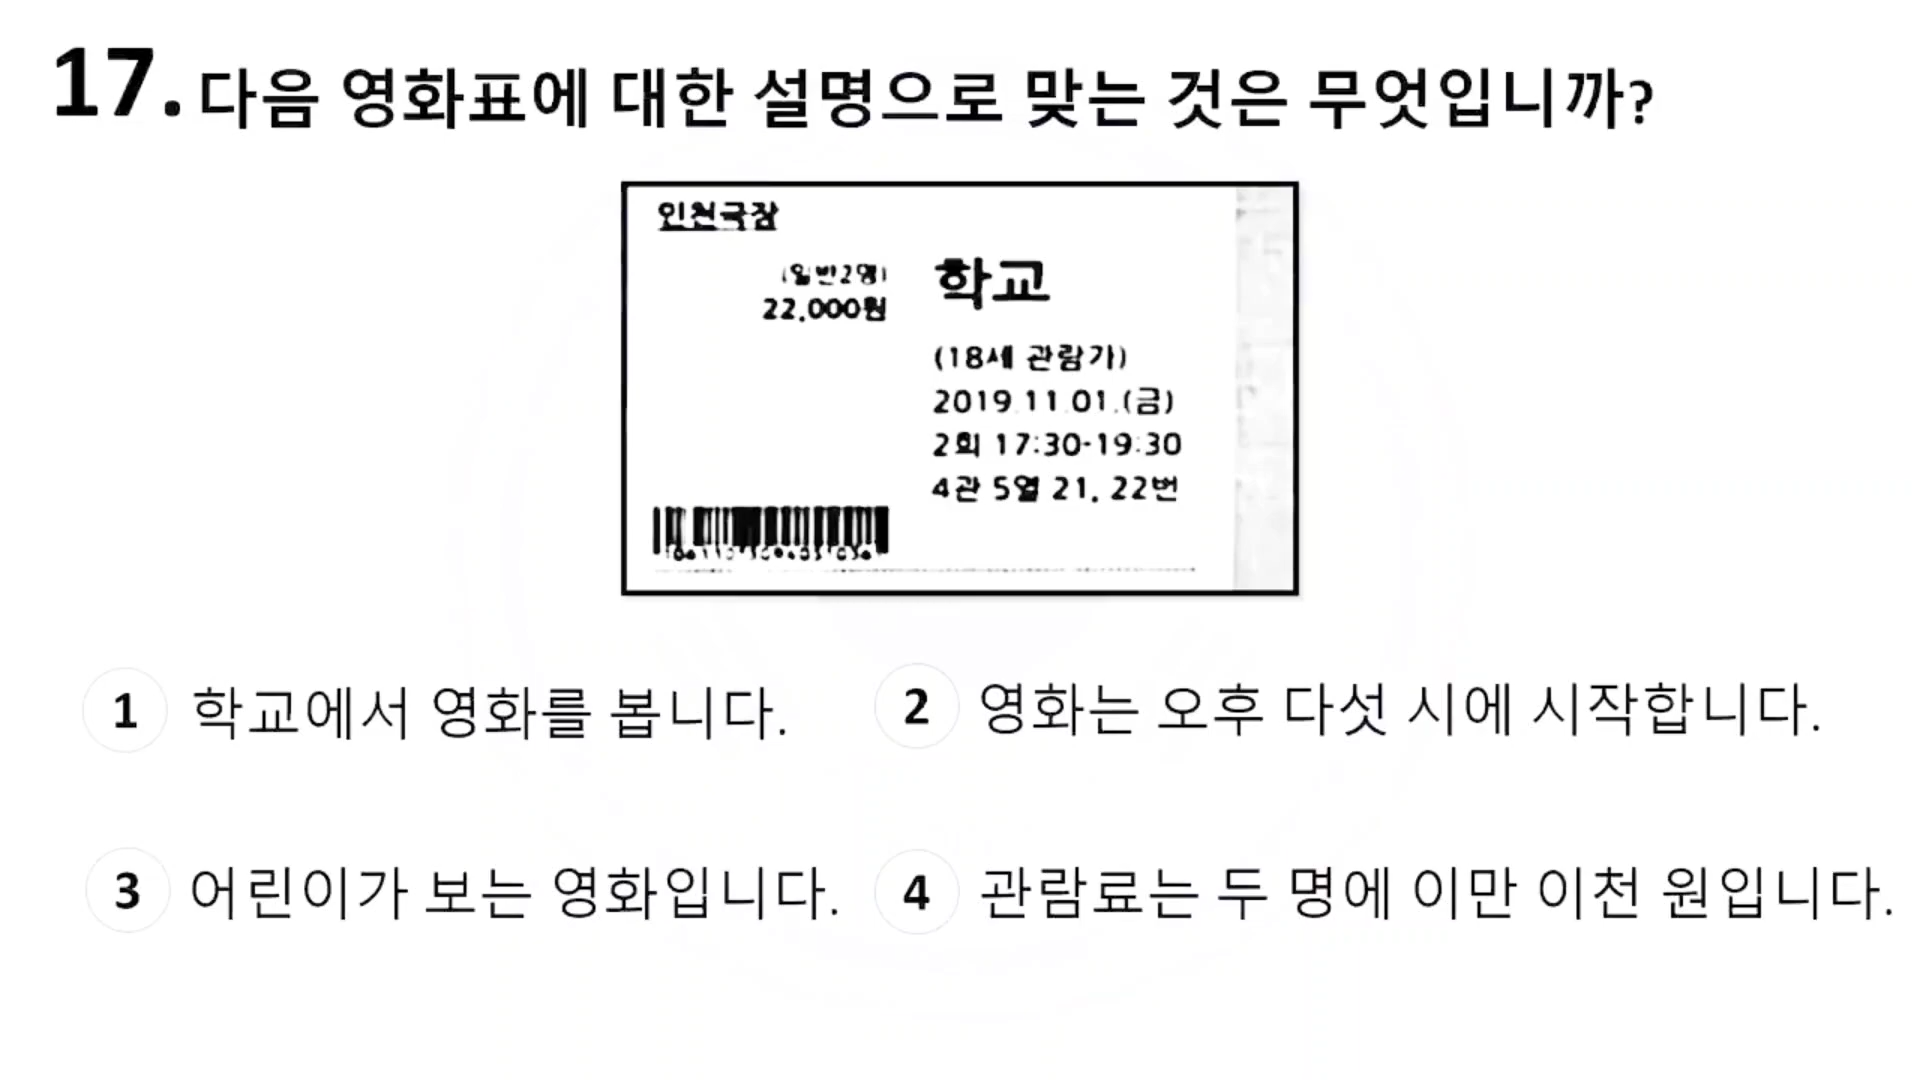 17. 다음 영화표에 대한 설명으로 맞는 것은 무엇입니까?
인천극장
(일반2명)
22,000원
학교
(18세 관람가)
2019.11.01.(금)
2회 17:30-19:30
4관 5열 21, 22번
1 학교에서 영화를 봅니다.
2 영화는 오후 다섯 시에 시작합니다.
3 어린이가 보는 영화입니다.
4 관람료는 두 명에 이만 이천 원입니다.